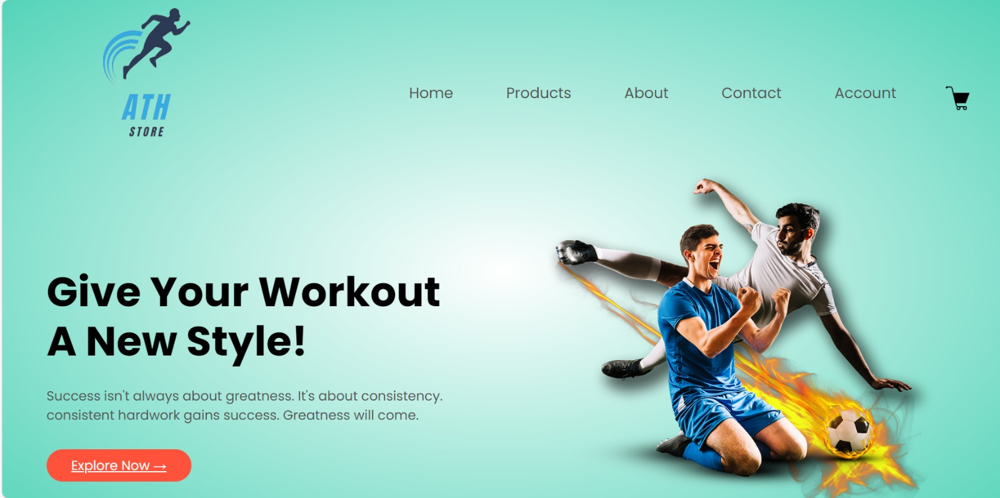 ATH
STORE
Home Products About Contact Account
Give Your Workout
A New Style!
Success isn't always about greatness. It's about consistency.
consistent hardwork gains success. Greatness will come.
Explore Now →